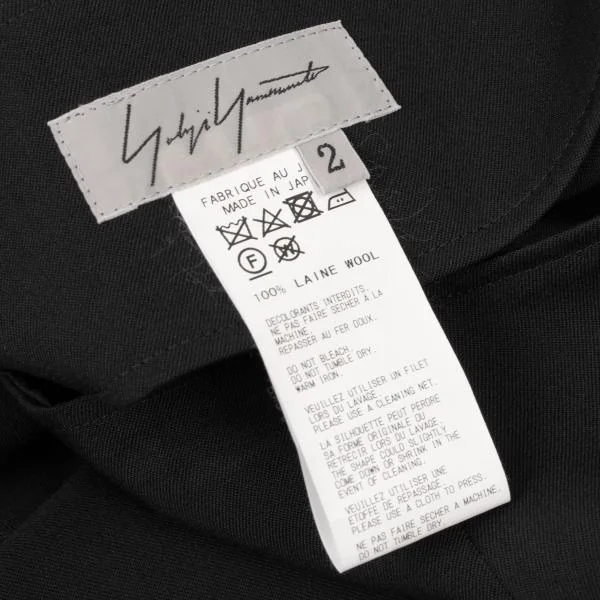 Yohji Yamamoto
2
FABRIQUE AU J
MADE IN JAP
F W
100% LAINE WOOL
DECOLORANTS INTERDITS.
NE PAS FAIRE SECHER A LA
MACHINE.
REPASSER AU FER DOUX.
DO NOT BLEACH.
DO NOT TUMBLE DRY.
WARM IRON.
VEUILLEZ UTILISER UN FILET
LORS DU LAVAGE.
PLEASE USE A CLEANING NET.
LA SILHOUETTE PEUT PERDRE
SA FORME ORIGINALE OU
RETRECIR LORS DU LAVAGE.
THE SHAPE COULD SLIGHTLY
COME DOWN OR SHRINK IN THE
EVENT OF CLEANING.
VEUILLEZ UTILISER UNE
ETOFFE DE REPASSAGE.
PLEASE USE A CLOTH TO PRESS.
NE PAS FAIRE SECHER A MACHINE.
DO NOT TUMBLE DRY.